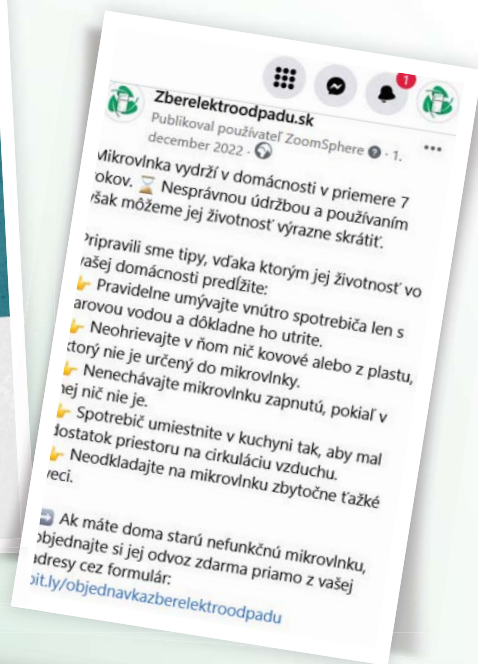 1
Zberelektroodpadu.sk
Publikoval používateľ ZoomSphere · 1.
december 2022 ·
Mikrovlnka vydrží v domácnosti v priemere 7
rokov. ⌛ Nesprávnou údržbou a používaním
však môžeme jej životnosť výrazne skrátiť.
Pripravili sme tipy, vďaka ktorým jej životnosť vo
vašej domácnosti predĺžite:
👉 Pravidelne umývajte vnútro spotrebiča len s
arovou vodou a dôkladne ho utrite.
👉 Neohrievajte v ňom nič kovové alebo z plastu,
ktorý nie je určený do mikrovlnky.
👉 Nenechávajte mikrovlnku zapnutú, pokiaľ v
nej nič nie je.
👉 Spotrebič umiestnite v kuchyni tak, aby mal
dostatok priestoru na cirkuláciu vzduchu.
👉 Neodkladajte na mikrovlnku zbytočne ťažké
veci.
➡️ Ak máte doma starú nefunkčnú mikrovlnku,
objednajte si jej odvoz zdarma priamo z vašej
adresy cez formulár:
bit.ly/objednavkazberelektroodpadu